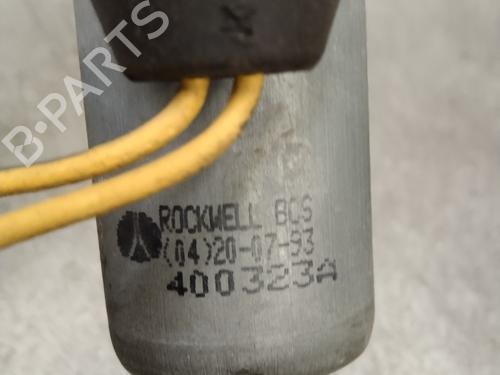 B-PARTS
ROCKWELL BCS
(04)20-07-93
400323A